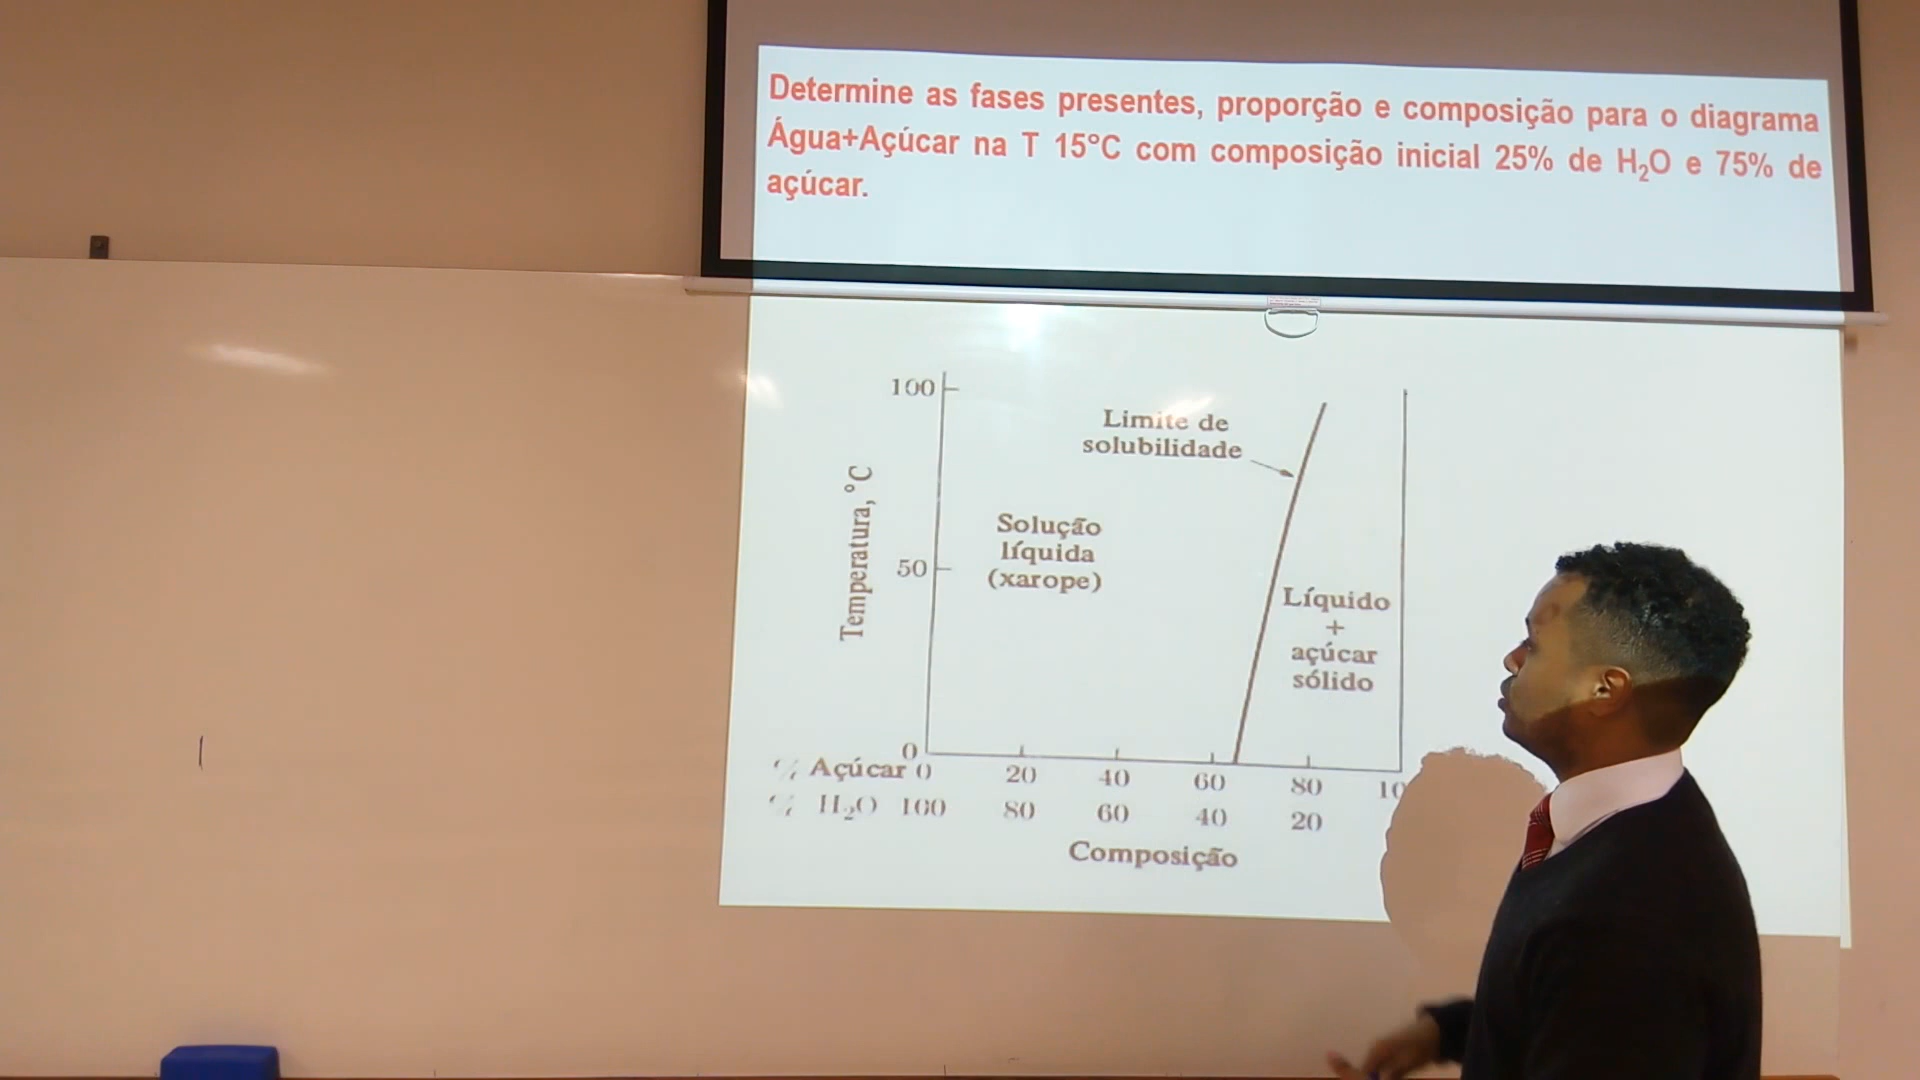 Determine as fases presentes, proporção e composição para o diagrama
Água+Açúcar na T 15°C com composição inicial 25% de H₂O e 75% de
açúcar.
100
Limite de
solubilidade
Temperatura, °C
Solução
líquida
(xarope)
50
Líquido
+
açúcar
sólido
0
% Açúcar 0 20 40 60 80 10
% H₂O 100 80 60 40 20
Composição